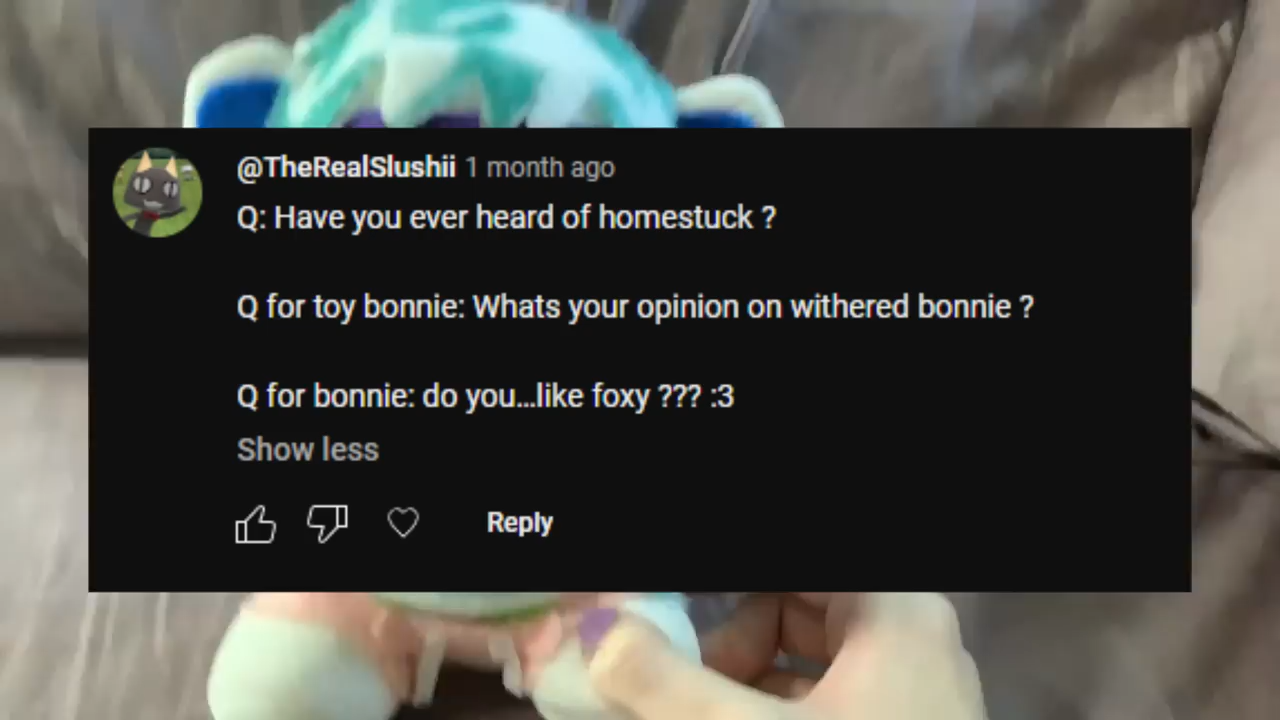 @TheRealSlushii 1 month ago
Q: Have you ever heard of homestuck ?
Q for toy bonnie: Whats your opinion on withered bonnie ?
Q for bonnie: do you...like foxy ??? :3
Show less
Reply